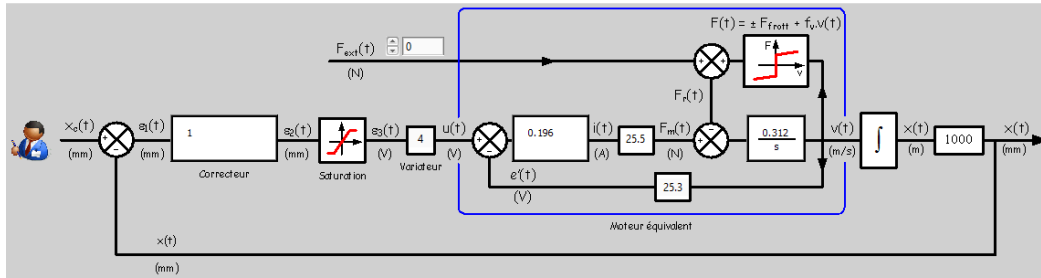 F(t) = ± Ffrott + fv.v(t)
Fext(t)
0
(N)
F
v
Fr(t)
xc(t)
(mm)
+
-
ε1(t)
(mm)
1
Correcteur
ε2(t)
(mm)
Saturation
ε3(t)
(V)
4
Variateur
u(t)
(V)
+
-
0.196
i(t)
(A)
25.5
Fm(t)
(N)
+
-
0.312
s
v(t)
(m/s)
∫
x(t)
(m)
1000
x(t)
(mm)
e'(t)
(V)
25.3
Moteur équivalent
x(t)
(mm)